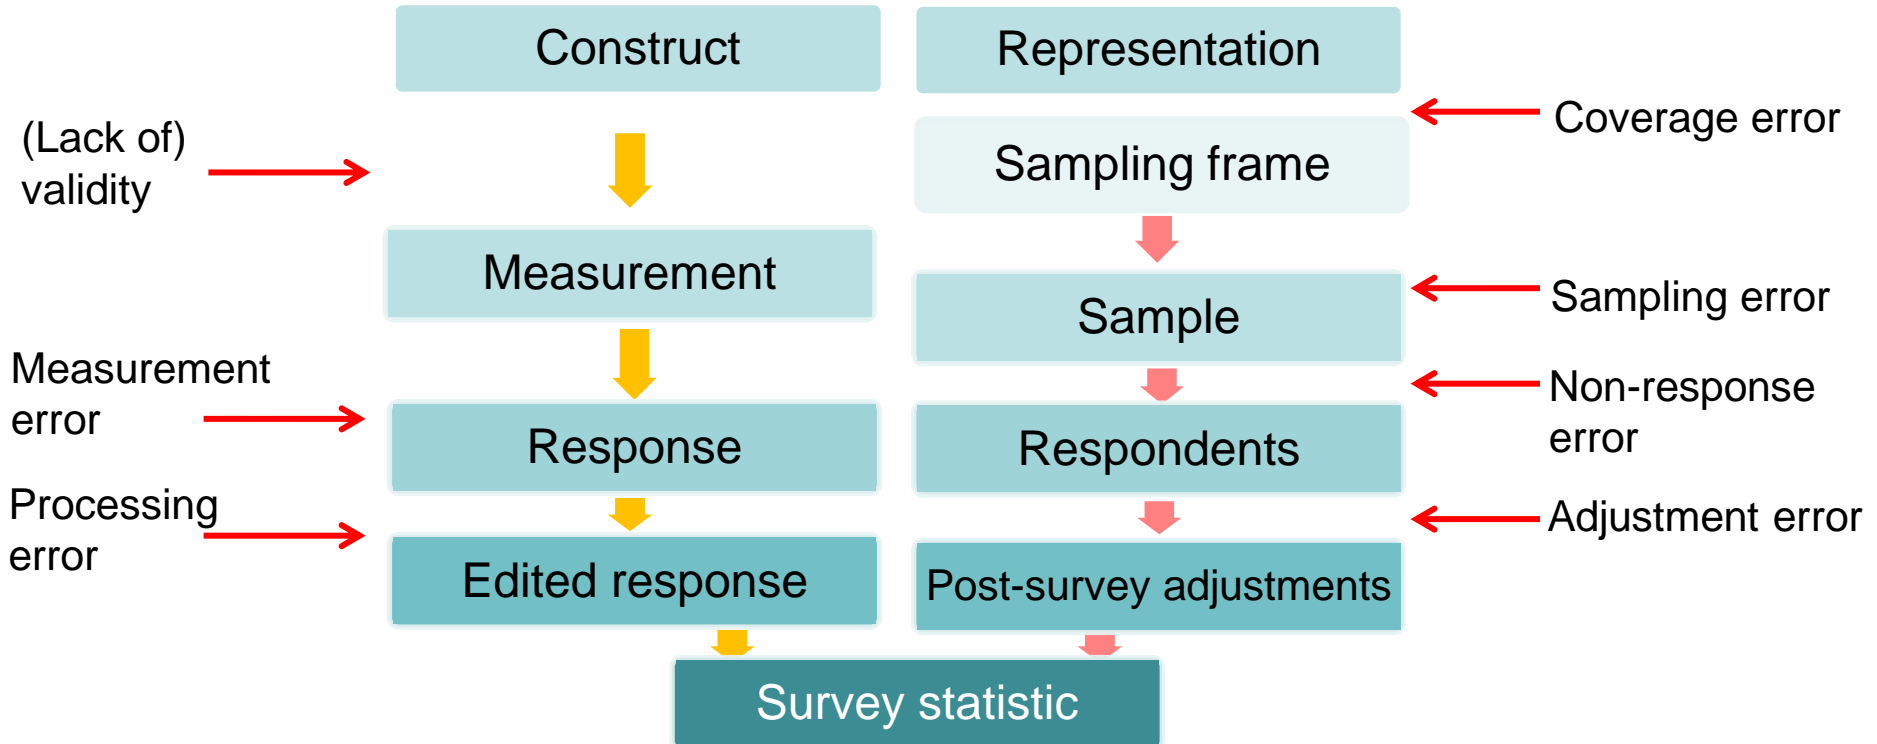 Construct
Representation
(Lack of)
validity
Coverage error
Sampling frame
Measurement
Sample
Sampling error
Measurement
error
Response
Respondents
Non-response
error
Processing
error
Edited response
Post-survey adjustments
Adjustment error
Survey statistic